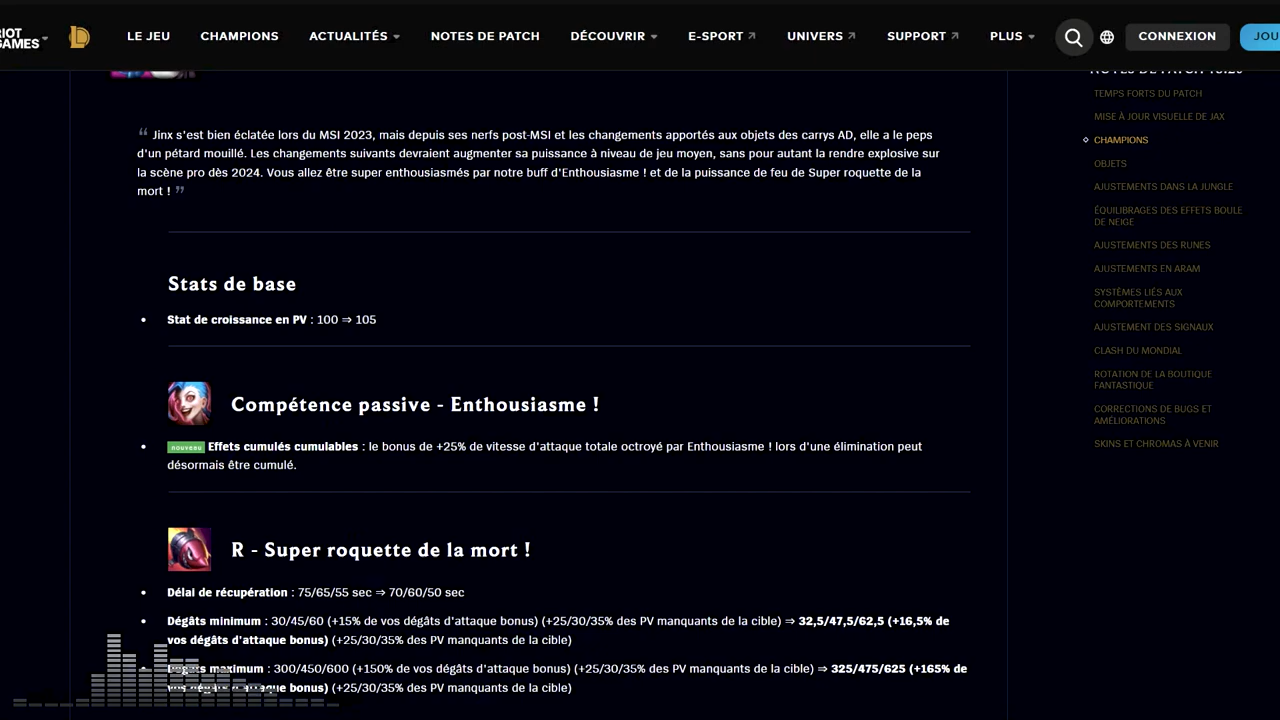 RIOT
GAMES
LE JEU
CHAMPIONS
ACTUALITÉS
NOTES DE PATCH
DÉCOUVRIR
E-SPORT
UNIVERS
SUPPORT
PLUS
CONNEXION
JOU
“ Jinx s'est bien éclatée lors du MSI 2023, mais depuis ses nerfs post-MSI et les changements apportés aux objets des carrys AD, elle a le peps
d'un pétard mouillé. Les changements suivants devraient augmenter sa puissance à niveau de jeu moyen, sans pour autant la rendre explosive sur
la scène pro dès 2024. Vous allez être super enthousiasmés par notre buff d'Enthousiasme ! et de la puissance de feu de Super roquette de la
mort ! ”
Stats de base
• Stat de croissance en PV : 100 ⇒ 105
Compétence passive - Enthousiasme !
• nouveau Effets cumulés cumulables : le bonus de +25% de vitesse d'attaque totale octroyé par Enthousiasme ! lors d'une élimination peut
désormais être cumulé.
R - Super roquette de la mort !
• Délai de récupération : 75/65/55 sec ⇒ 70/60/50 sec
• Dégâts minimum : 30/45/60 (+15% de vos dégâts d'attaque bonus) (+25/30/35% des PV manquants de la cible) ⇒ 32,5/47,5/62,5 (+16,5% de
vos dégâts d'attaque bonus) (+25/30/35% des PV manquants de la cible)
• Dégâts maximum : 300/450/600 (+150% de vos dégâts d'attaque bonus) (+25/30/35% des PV manquants de la cible) ⇒ 325/475/625 (+165% de
vos dégâts d'attaque bonus) (+25/30/35% des PV manquants de la cible)
NOTES DE PATCH
TEMPS FORTS DU PATCH
MISE À JOUR VISUELLE DE JAX
CHAMPIONS
OBJETS
AJUSTEMENTS DANS LA JUNGLE
ÉQUILIBRAGES DES EFFETS BOULE
DE NEIGE
AJUSTEMENTS DES RUNES
AJUSTEMENTS EN ARAM
SYSTÈMES LIÉS AUX
COMPORTEMENTS
AJUSTEMENT DES SIGNAUX
CLASH DU MONDIAL
ROTATION DE LA BOUTIQUE
FANTASTIQUE
CORRECTIONS DE BUGS ET
AMÉLIORATIONS
SKINS ET CHROMAS À VENIR